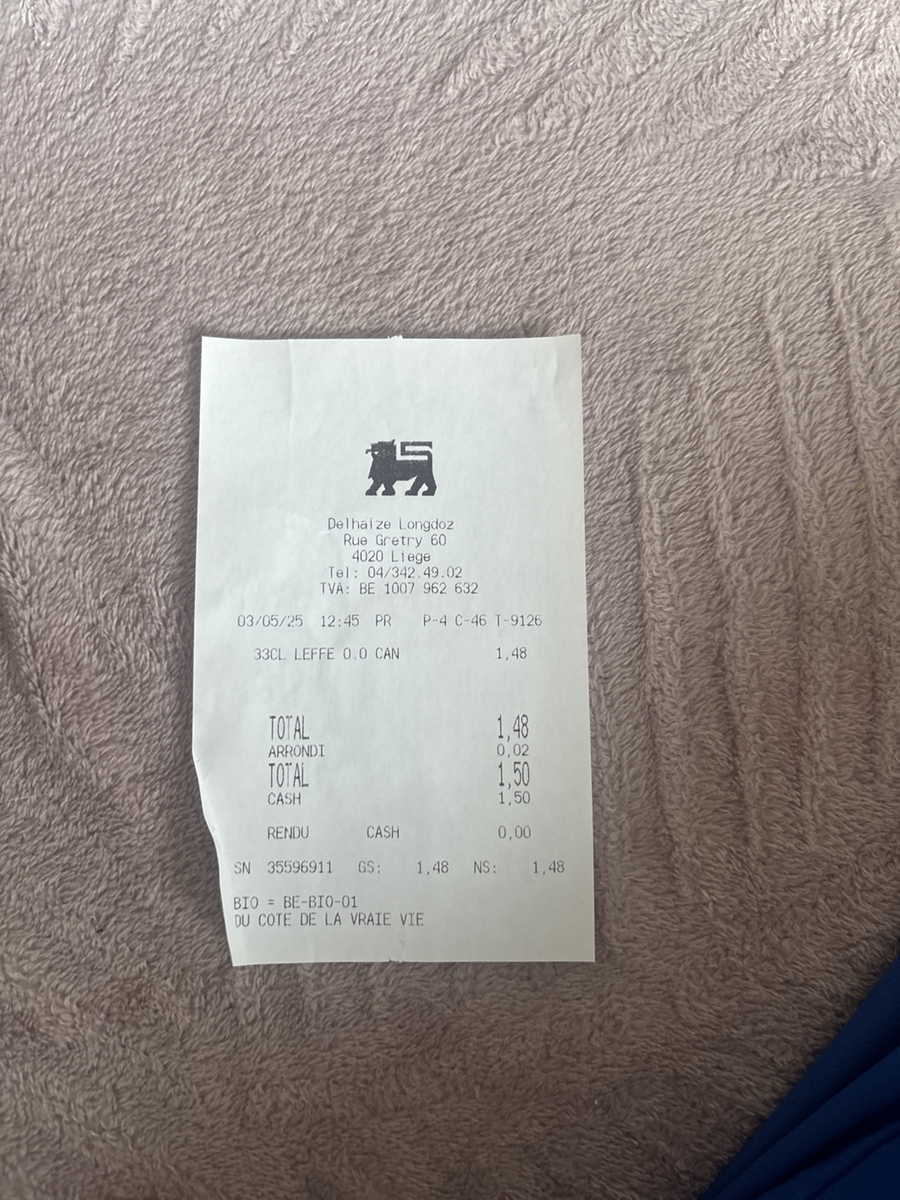 Delhaize Longdoz
Rue Gretry 60
4020 Liege
Tel: 04/342.49.02
TVA: BE 1007 962 632
03/05/25 12:45 PR P-4 C-46 T-9126
33CL LEFFE 0.0 CAN 1,48
TOTAL 1,48
ARRONDI 0,02
TOTAL 1,50
CASH 1,50
RENDU CASH 0,00
SN 35596911 GS: 1,48 NS: 1,48
BIO = BE-BIO-01
DU COTE DE LA VRAIE VIE